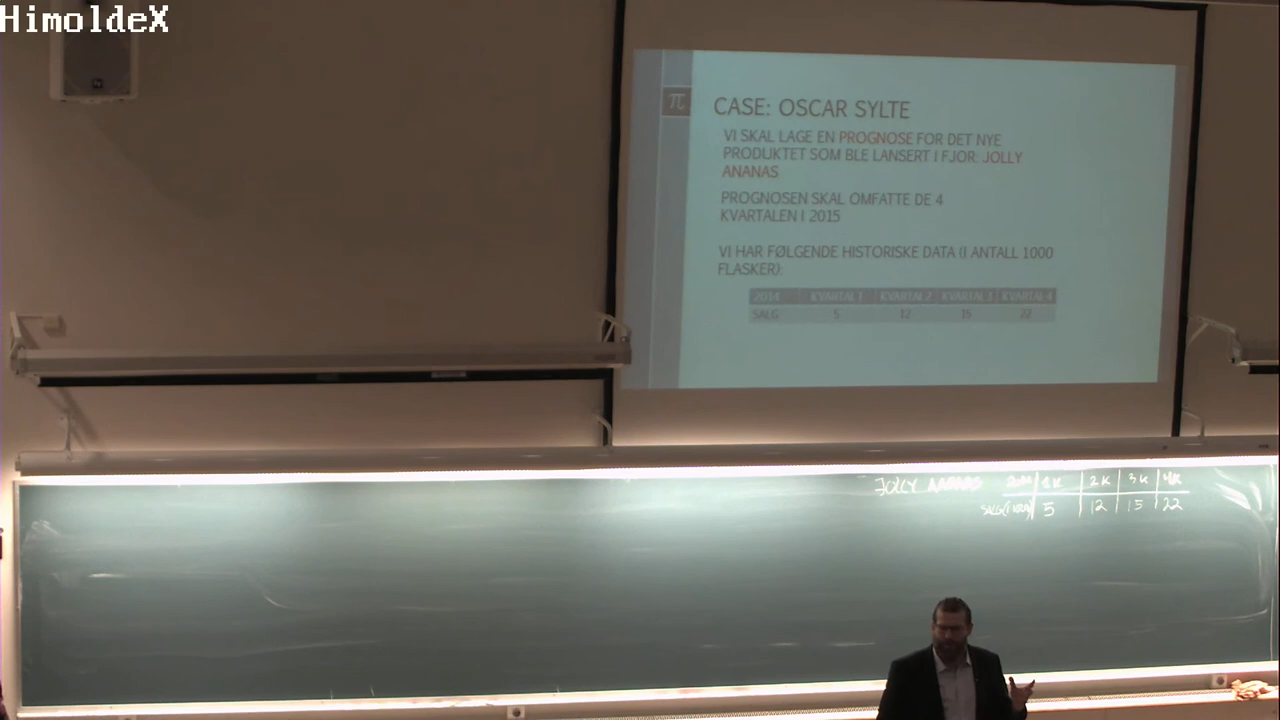 HimoldeX
π
CASE: OSCAR SYLTE
VI SKAL LAGE EN PROGNOSE FOR DET NYE
PRODUKTET SOM BLE LANSERT I FJOR: JOLLY
ANANAS
PROGNOSEN SKAL OMFATTE DE 4
KVARTALEN I 2015
VI HAR FØLGENDE HISTORISKE DATA (I ANTALL 1000
FLASKER):
2014 KVARTAL 1 KVARTAL 2 KVARTAL 3 KVARTAL 4
SALG 5 12 15 22
JOLLY ANANAS 2014 1K 2K 3K 4K
SALG (I 1000) 5 12 15 22